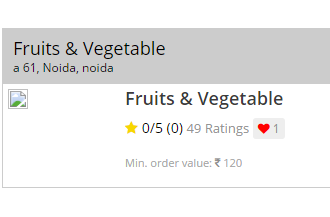 Fruits & Vegetable
a 61, Noida, noida
Fruits & Vegetable
0/5 (0) 49 Ratings 1
Min. order value: ₹ 120